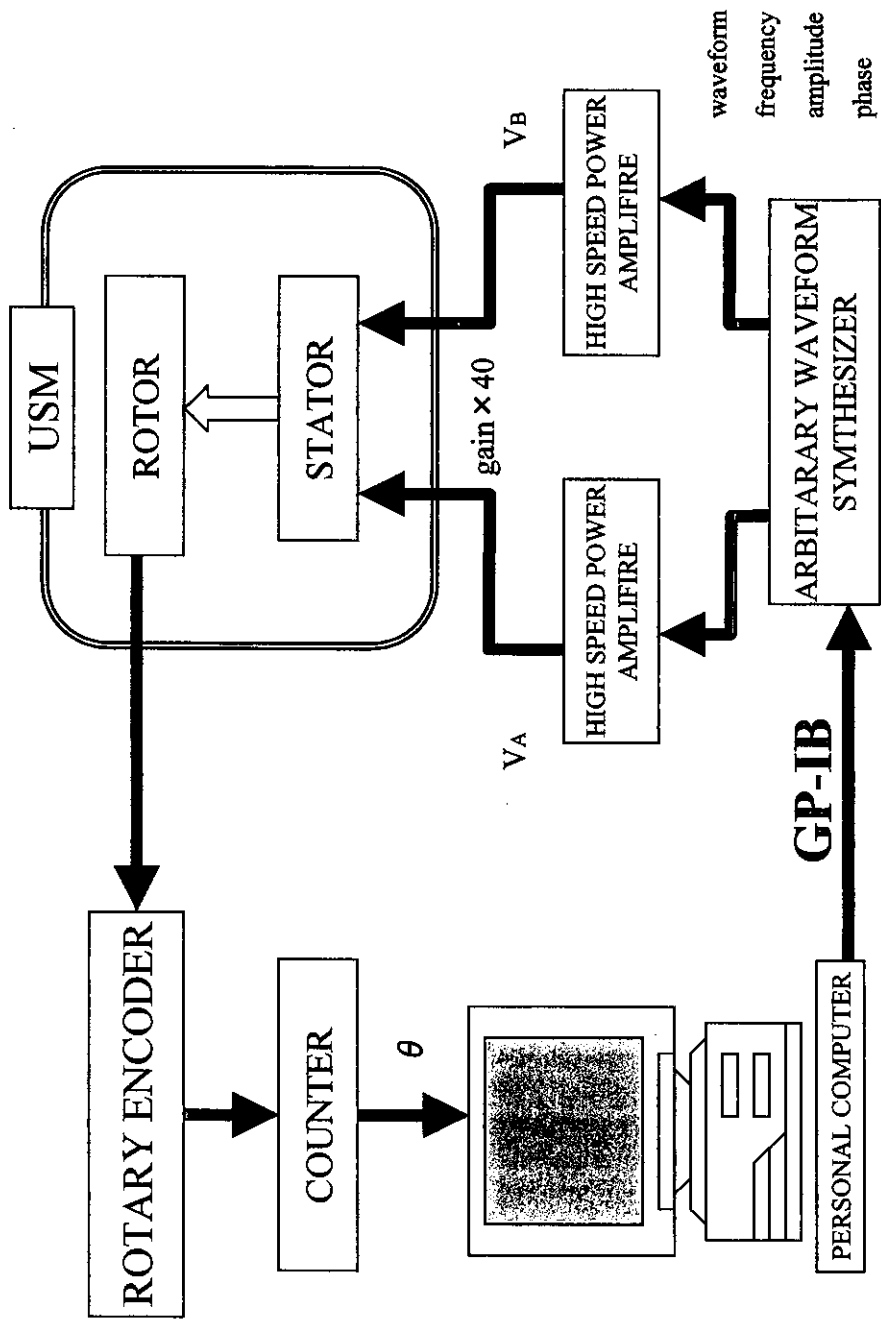 USM
ROTOR
STATOR
ROTARY ENCODER
COUNTER
θ
PERSONAL COMPUTER
GP-IB
gain×40
VA
VB
HIGH SPEED POWER
AMPLIFIRE
HIGH SPEED POWER
AMPLIFIRE
ARBITARARY WAVEFORM
SYMTHESIZER
waveform
frequency
amplitude
phase